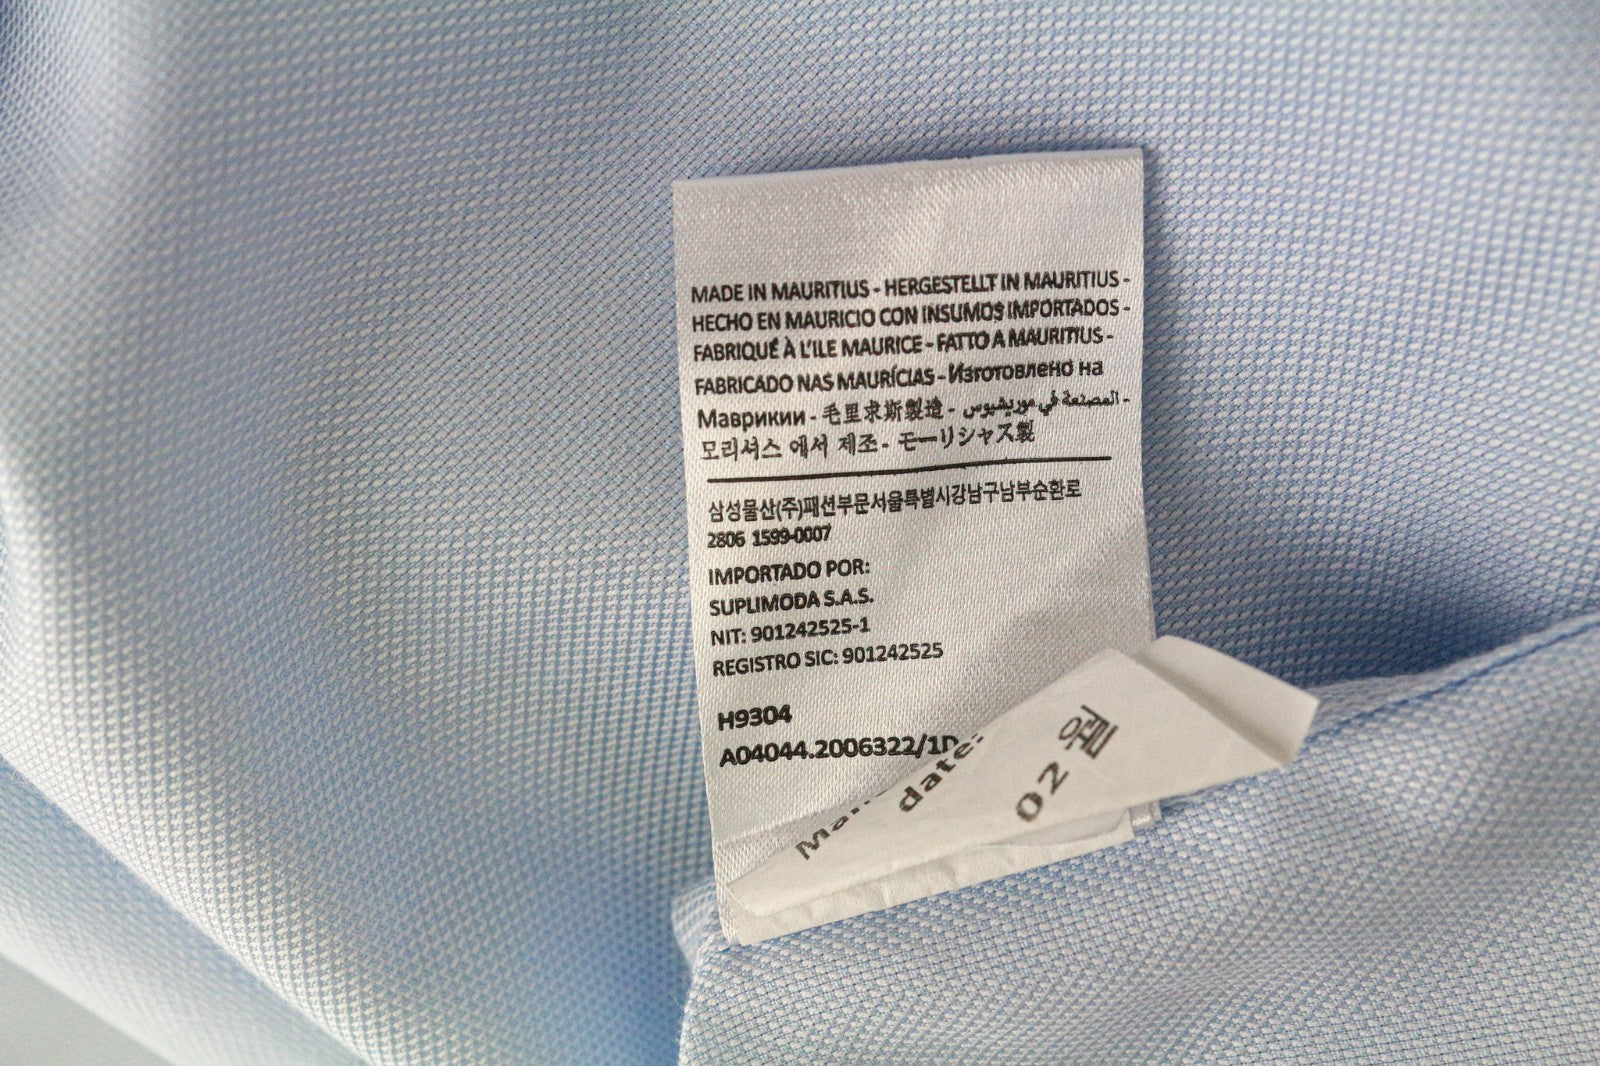 MADE IN MAURITIUS - HERGESTELLT IN MAURITIUS -
HECHO EN MAURICIO CON INSUMOS IMPORTADOS -
FABRIQUÉ À L'ILE MAURICE - FATTO A MAURITIUS -
FABRICADO NAS MAURÍCIAS - Изготовлено на
Маврикии - 毛里求斯製造 - المصنعة في موريشيوس -
모리셔스 에서 제조 - モーリシャス製
삼성물산(주)패션부문서울특별시강남구남부순환로
2806 1599-0007
IMPORTADO POR:
SUPLIMODA S.A.S.
NIT: 901242525-1
REGISTRO SIC: 901242525
H9304
A04044.2006322/1D
date:
02 월